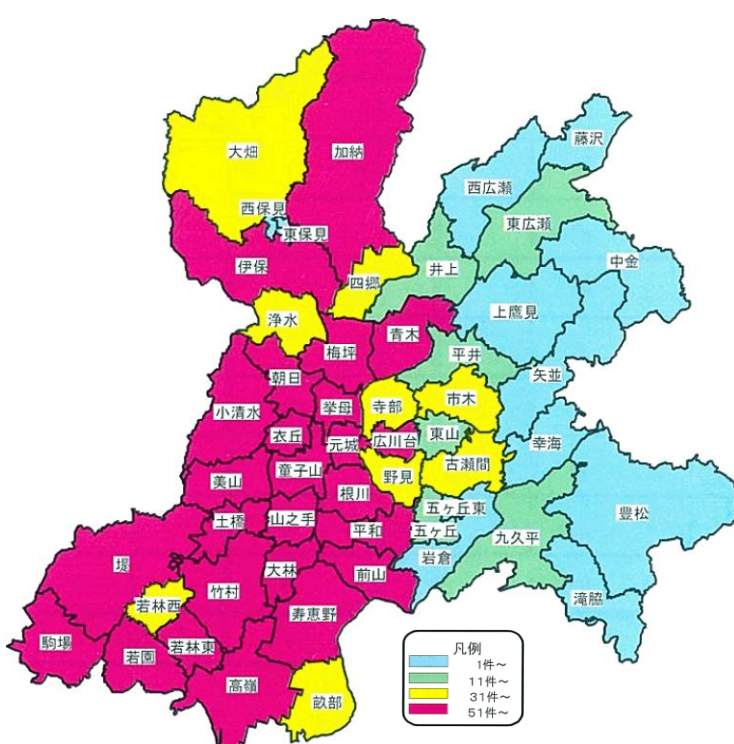 藤沢
大畑
加納
西広瀬
西保見
東広瀬
東保見
中金
伊保
井上
四郷
上鷹見
浄水
青木
梅坪
平井
朝日
矢並
小清水
挙母
寺部
市木
衣丘
元城
広川台
東山
幸海
古瀬間
童子山
野見
美山
根川
五ヶ丘東
豊松
土橋
山之手
平和
五ヶ丘
九久平
堤
岩倉
大林
前山
竹村
若林西
滝脇
寿恵野
駒場
若園
若林東
高嶺
畝部
凡例
1件~
11件~
31件~
51件~